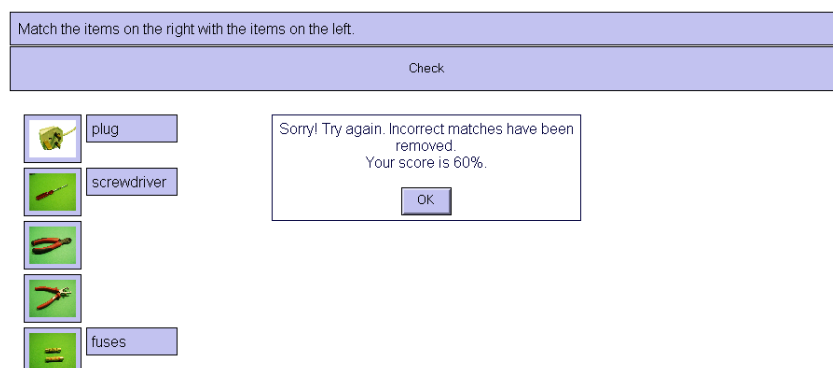 Match the items on the right with the items on the left.
Check
plug
Sorry! Try again. Incorrect matches have been
removed.
Your score is 60%.
OK
screwdriver
fuses